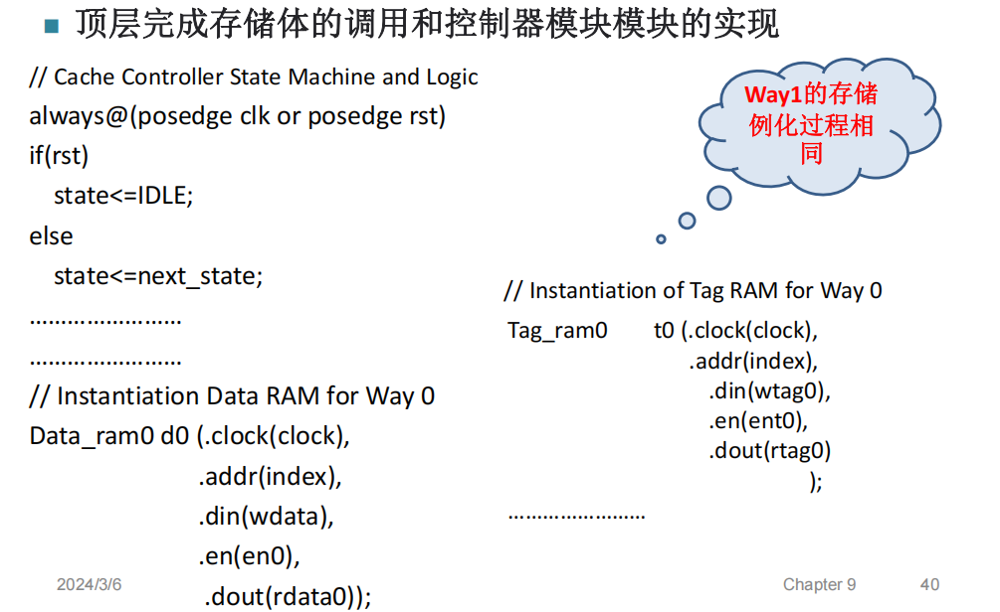 顶层完成存储体的调用和控制器模块模块的实现
// Cache Controller State Machine and Logic
always@(posedge clk or posedge rst)
if(rst)
state<=IDLE;
else
state<=next_state;
……………………
……………………
// Instantiation Data RAM for Way 0
Data_ram0 d0 (.clock(clock),
.addr(index),
.din(wdata),
.en(en0),
.dout(rdata0));
Way1的存储
例化过程相
同
// Instantiation of Tag RAM for Way 0
Tag_ram0 t0 (.clock(clock),
.addr(index),
.din(wtag0),
.en(ent0),
.dout(rtag0)
);
……………………
2024/3/6
Chapter 9
40